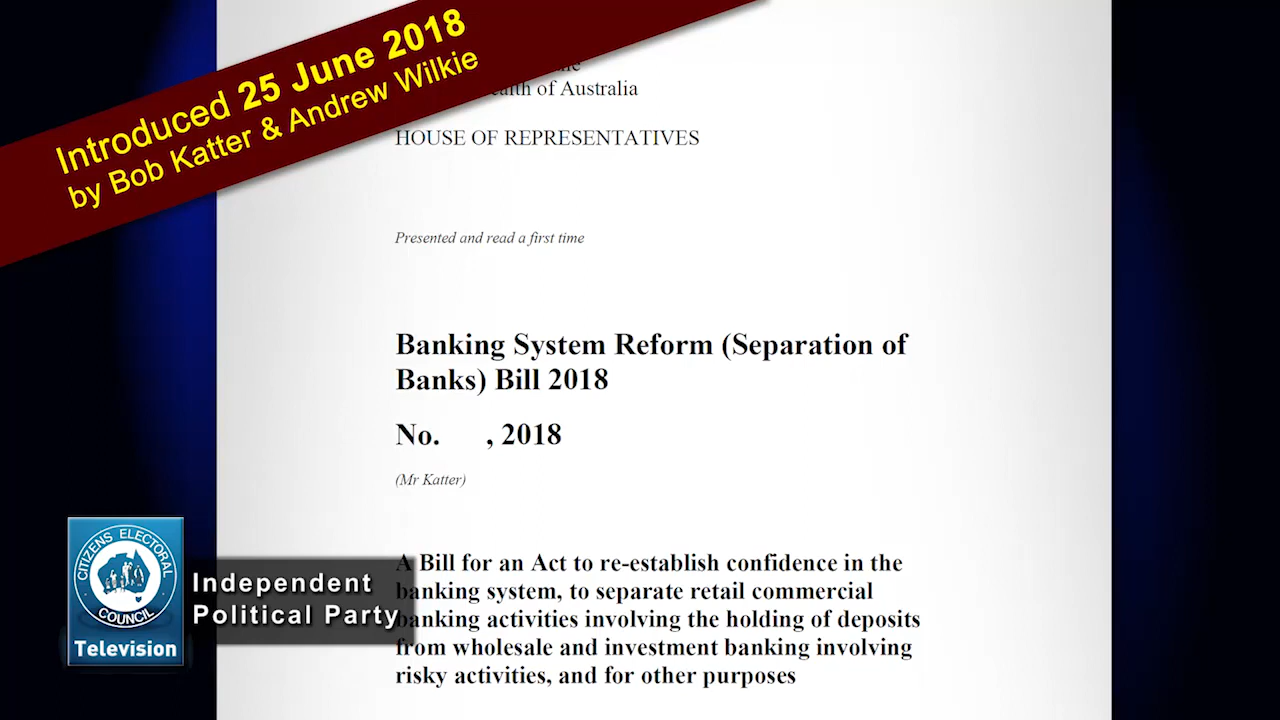 Introduced 25 June 2018
by Bob Katter & Andrew Wilkie
of Australia
HOUSE OF REPRESENTATIVES
Presented and read a first time
Banking System Reform (Separation of
Banks) Bill 2018
No. , 2018
(Mr Katter)
A Bill for an Act to re-establish confidence in the
banking system, to separate retail commercial
banking activities involving the holding of deposits
from wholesale and investment banking involving
risky activities, and for other purposes
CITIZENS ELECTORAL
COUNCIL
Television
Independent
Political Party